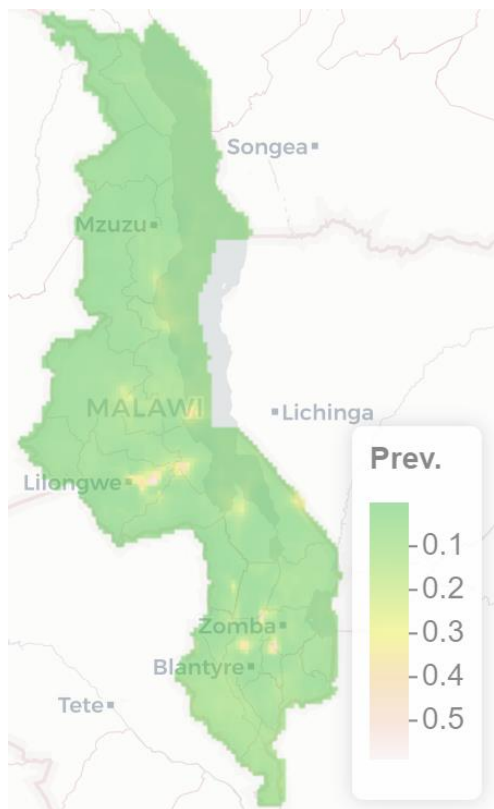 Songea
Mzuzu
MALAWI
Lichinga
Lilongwe
Prev.
0.1
0.2
0.3
0.4
0.5
Zomba
Blantyre
Tete